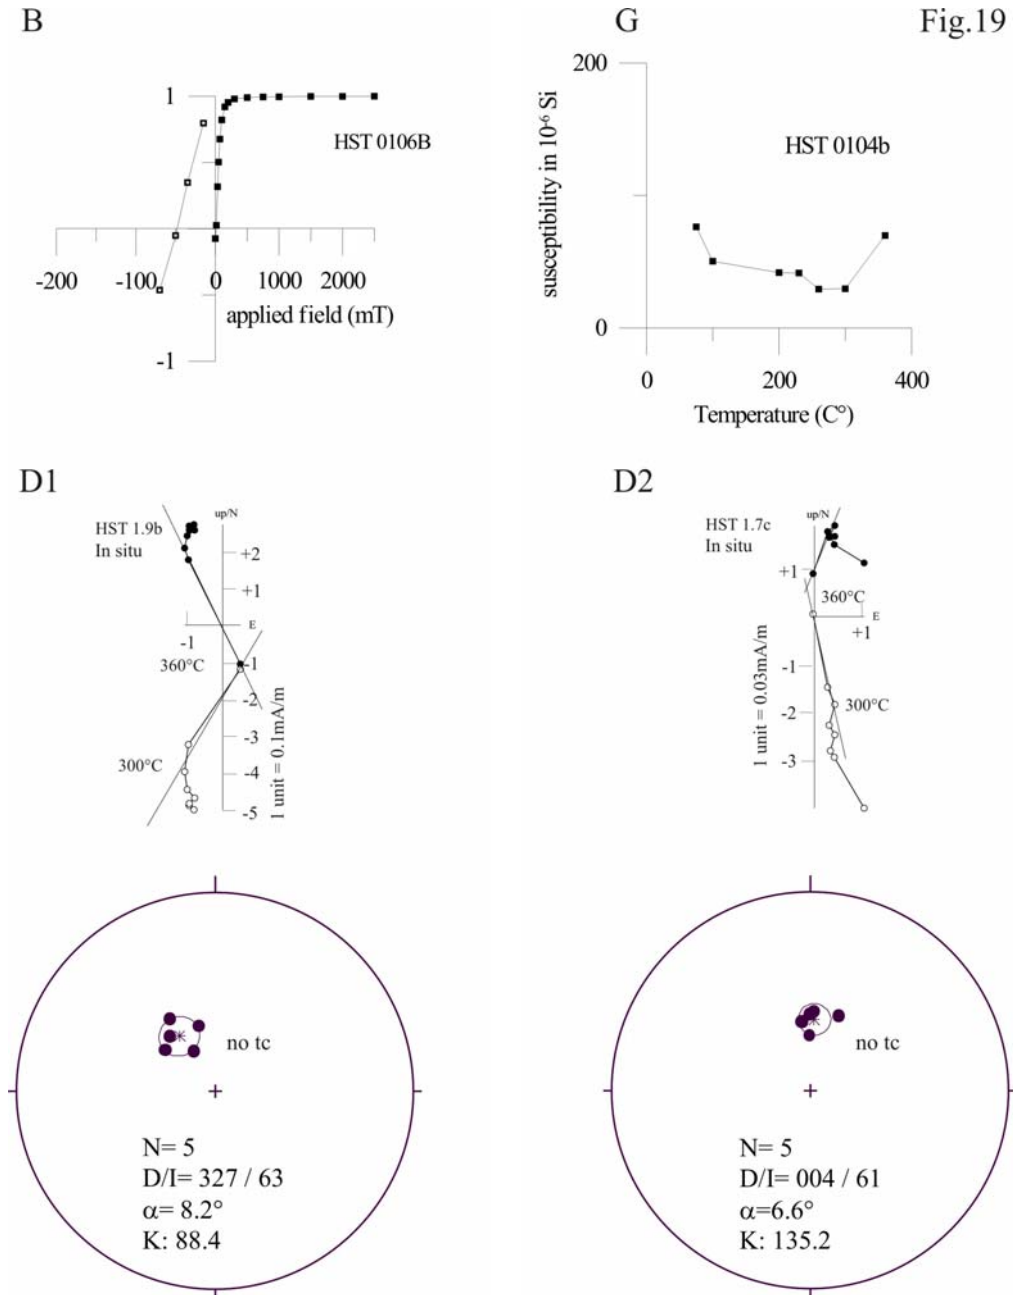 B
G
Fig.19
1
HST 0106B
-200
-100
0
1000
2000
applied field (mT)
-1
200
susceptibility in 10-6 Si
HST 0104b
0
0
200
400
Temperature (C°)
D1
up/N
HST 1.9b
In situ
+2
+1
E
-1
360°C
-1
-2
-3
300°C
-4
-5
1 unit = 0.1mA/m
D2
up/N
HST 1.7c
In situ
+1
360°C
E
+1
-1
300°C
-2
-3
1 unit = 0.03mA/m
no tc
N= 5
D/I= 327 / 63
α= 8.2°
K: 88.4
no tc
N= 5
D/I= 004 / 61
α=6.6°
K: 135.2